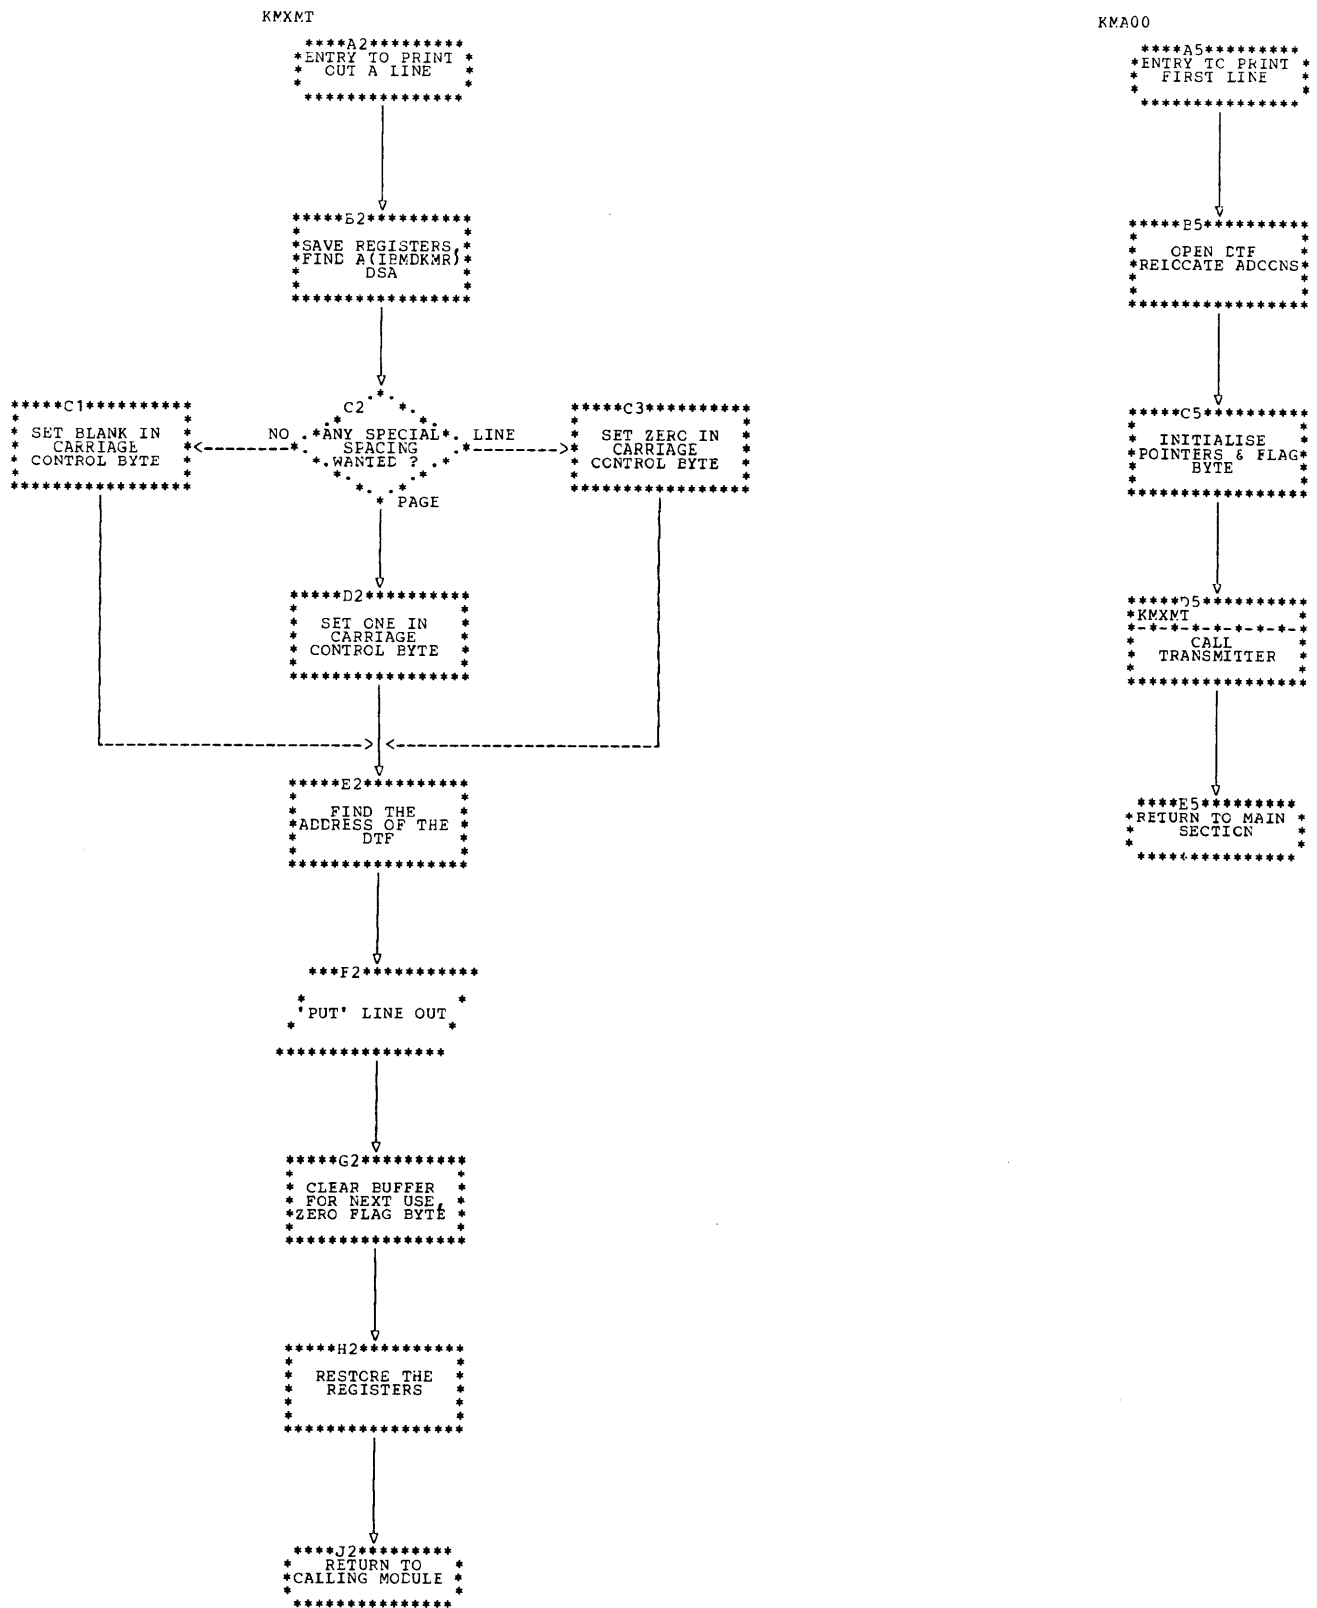 KMXMT
A2
ENTRY TO PRINT
OUT A LINE
B2
SAVE REGISTERS,
FIND A(IBMDKMR)
DSA
C2
ANY SPECIAL
SPACING
WANTED ?
NO
LINE
PAGE
C1
SET BLANK IN
CARRIAGE
CONTROL BYTE
C3
SET ZERO IN
CARRIAGE
CONTROL BYTE
D2
SET ONE IN
CARRIAGE
CONTROL BYTE
E2
FIND THE
ADDRESS OF THE
DTF
F2
'PUT' LINE OUT
G2
CLEAR BUFFER
FOR NEXT USE,
ZERO FLAG BYTE
H2
RESTORE THE
REGISTERS
J2
RETURN TO
CALLING MODULE
KMA00
A5
ENTRY TO PRINT
FIRST LINE
B5
OPEN DTF
RELOCATE ADCONS
C5
INITIALISE
POINTERS & FLAG
BYTE
D5
KMXMT
CALL
TRANSMITTER
E5
RETURN TO MAIN
SECTION